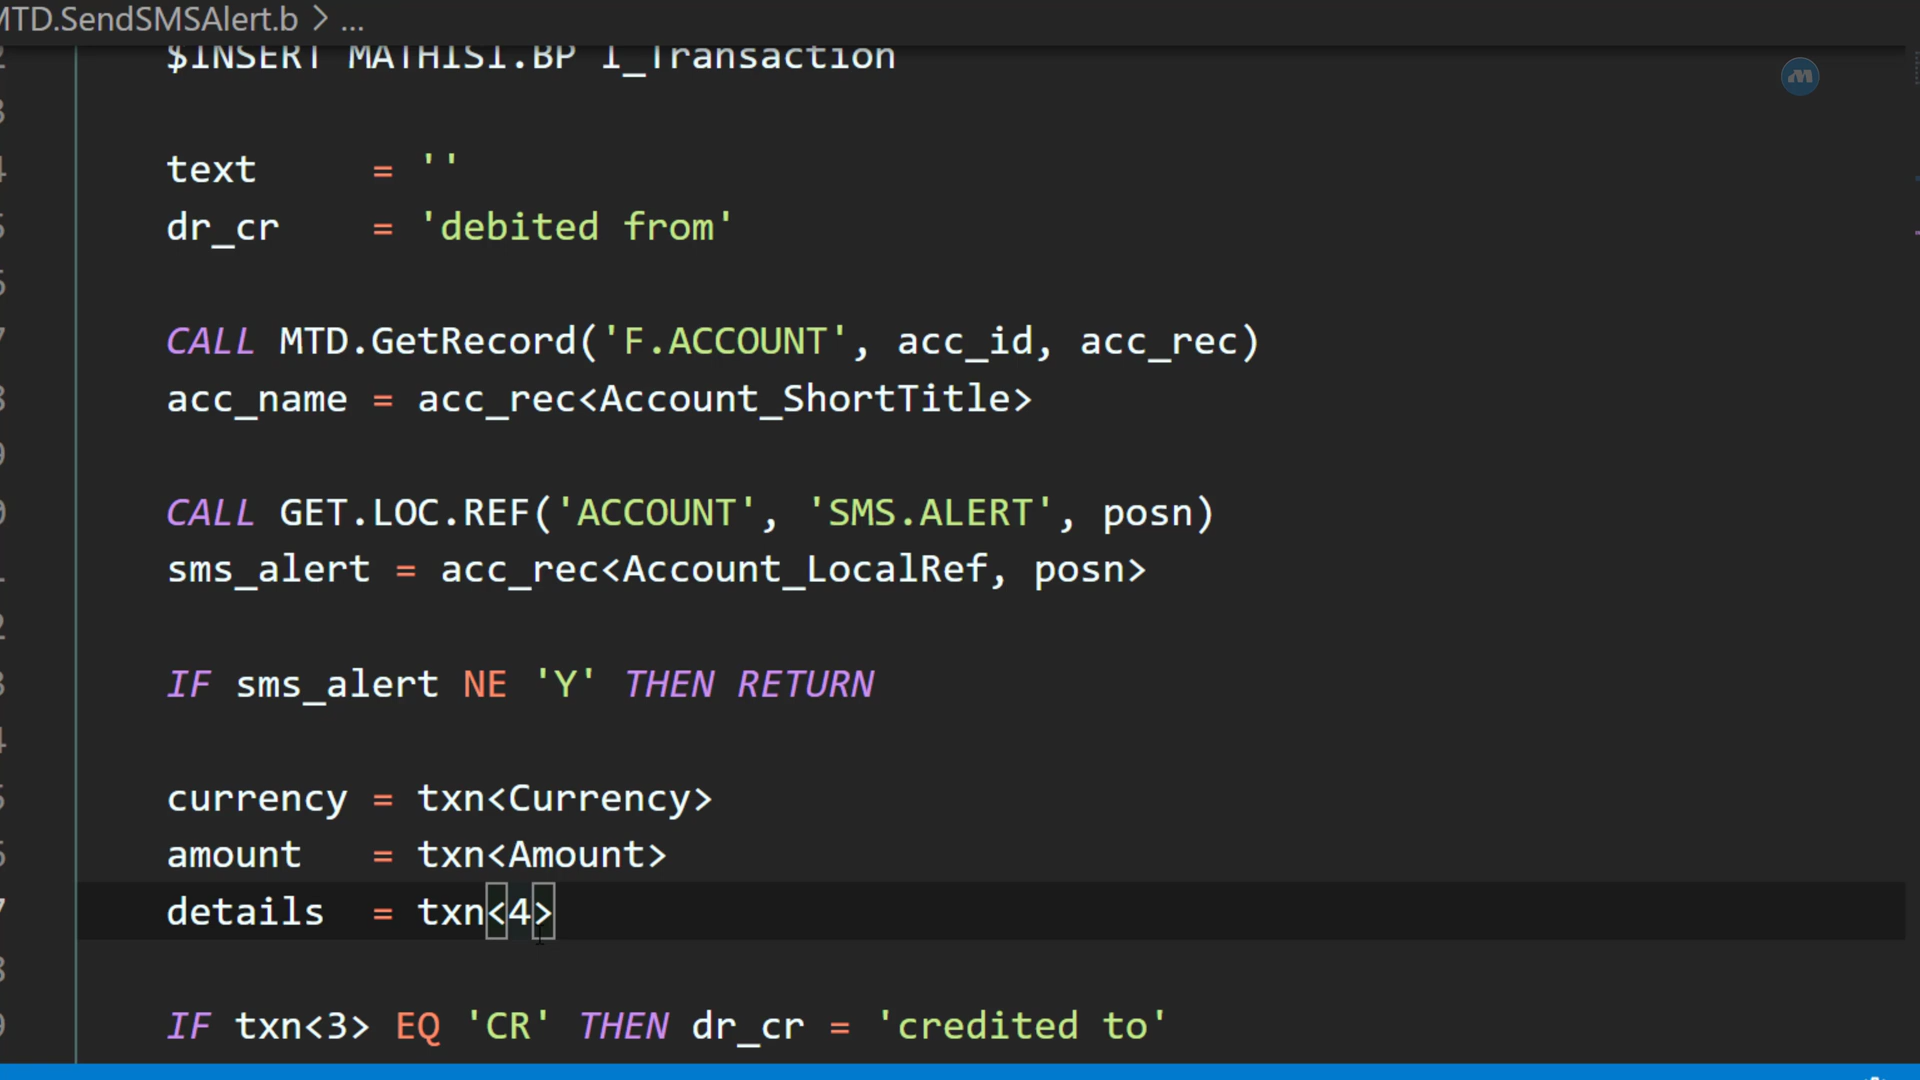 MTD.SendSMSAlert.b > ...
$INSERT MATHISI.BP I_Transaction
text     = ''
dr_cr    = 'debited from'
CALL MTD.GetRecord('F.ACCOUNT', acc_id, acc_rec)
acc_name = acc_rec<Account_ShortTitle>
CALL GET.LOC.REF('ACCOUNT', 'SMS.ALERT', posn)
sms_alert = acc_rec<Account_LocalRef, posn>
IF sms_alert NE 'Y' THEN RETURN
currency = txn<Currency>
amount   = txn<Amount>
details  = txn<4>
IF txn<3> EQ 'CR' THEN dr_cr = 'credited to'